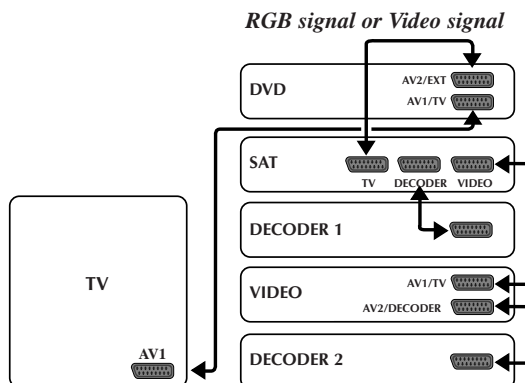 RGB signal or Video signal
DVD
AV2/EXT
AV1/TV
SAT
TV DECODER VIDEO
DECODER 1
TV
AV1
VIDEO
AV1/TV
AV2/DECODER
DECODER 2